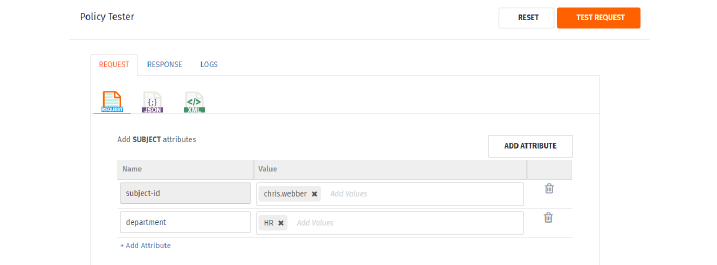 Policy Tester
RESET
TEST REQUEST
REQUEST
RESPONSE
LOGS
REQUEST
{;}
JSON
</>
XML
Add SUBJECT attributes
ADD ATTRIBUTE
Name
Value
subject-id
chris.webber ✖
Add Values
department
HR ✖
Add Values
+ Add Attribute